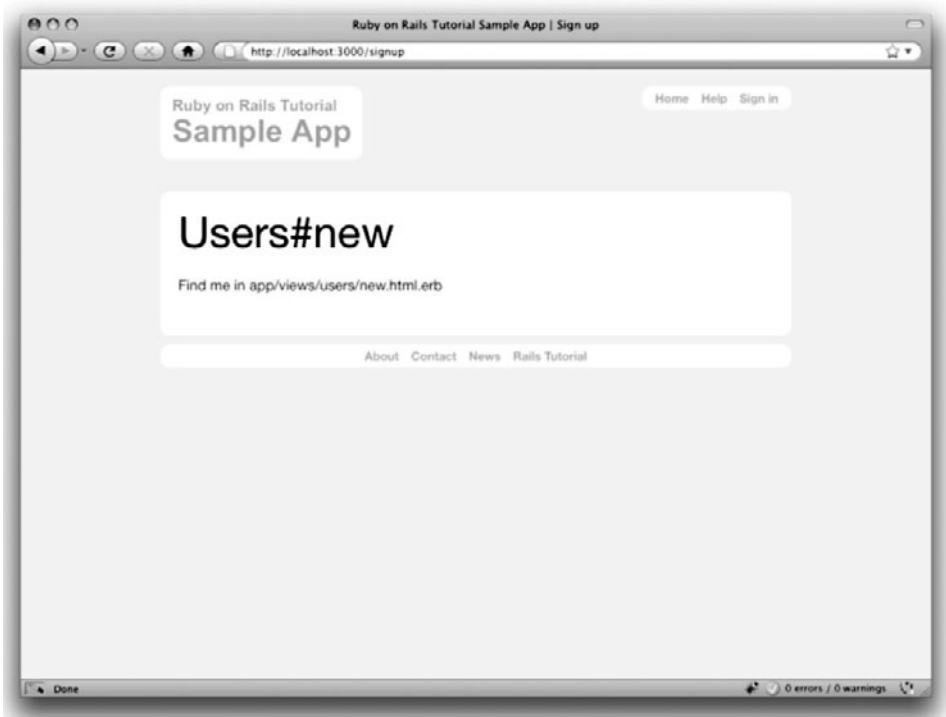 Ruby on Rails Tutorial Sample App | Sign up
http://localhost:3000/signup
Ruby on Rails Tutorial
Sample App
Home Help Sign in
Users#new
Find me in app/views/users/new.html.erb
About Contact News Rails Tutorial
Done
0 errors / 0 warnings